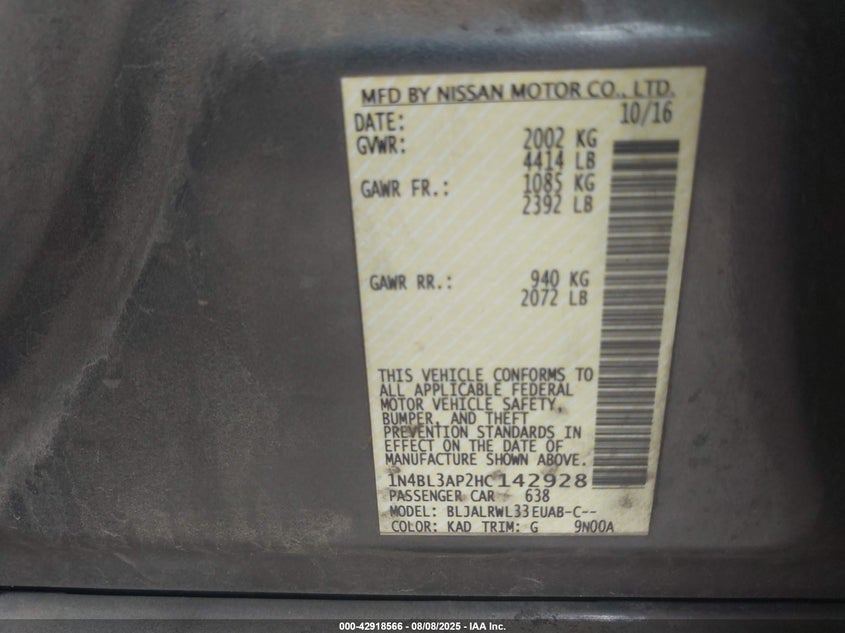 MFD BY NISSAN MOTOR CO., LTD.
DATE: 10/16
GVWR: 2002 KG
4414 LB
GAWR FR.: 1085 KG
2392 LB
GAWR RR.: 940 KG
2072 LB
THIS VEHICLE CONFORMS TO
ALL APPLICABLE FEDERAL
MOTOR VEHICLE SAFETY,
BUMPER, AND THEFT
PREVENTION STANDARDS IN
EFFECT ON THE DATE OF
MANUFACTURE SHOWN ABOVE.
1N4BL3AP2HC142928
PASSENGER CAR 638
MODEL: BLJALRWL33EUAB-C--
COLOR: KAD TRIM: G 9N00A
000-42918566 - 08/08/2025 - IAA Inc.